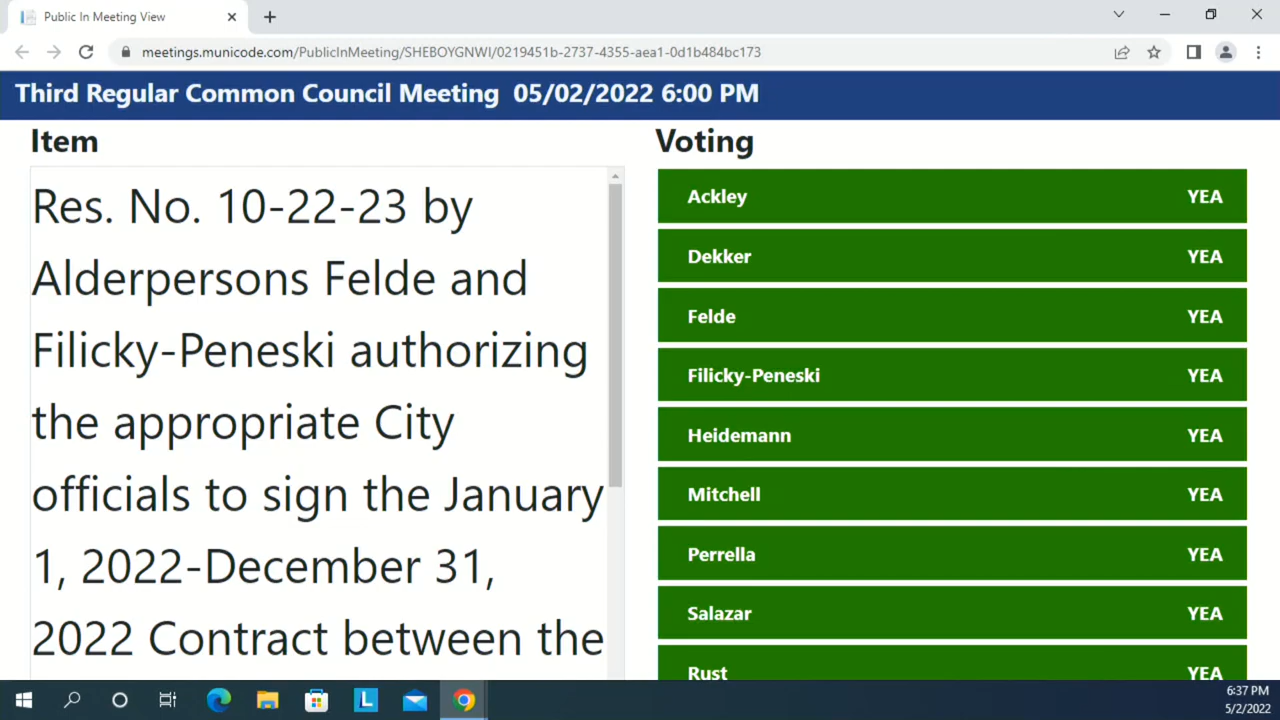 Public In Meeting View
meetings.municode.com/PublicInMeeting/SHEBOYGNWI/0219451b-2737-4355-aea1-0d1b484bc173
Third Regular Common Council Meeting 05/02/2022 6:00 PM
Item
Res. No. 10-22-23 by
Alderpersons Felde and
Filicky-Peneski authorizing
the appropriate City
officials to sign the January
1, 2022-December 31,
2022 Contract between the
Voting
Ackley YEA
Dekker YEA
Felde YEA
Filicky-Peneski YEA
Heidemann YEA
Mitchell YEA
Perrella YEA
Salazar YEA
Rust YEA
L
6:37 PM
5/2/2022